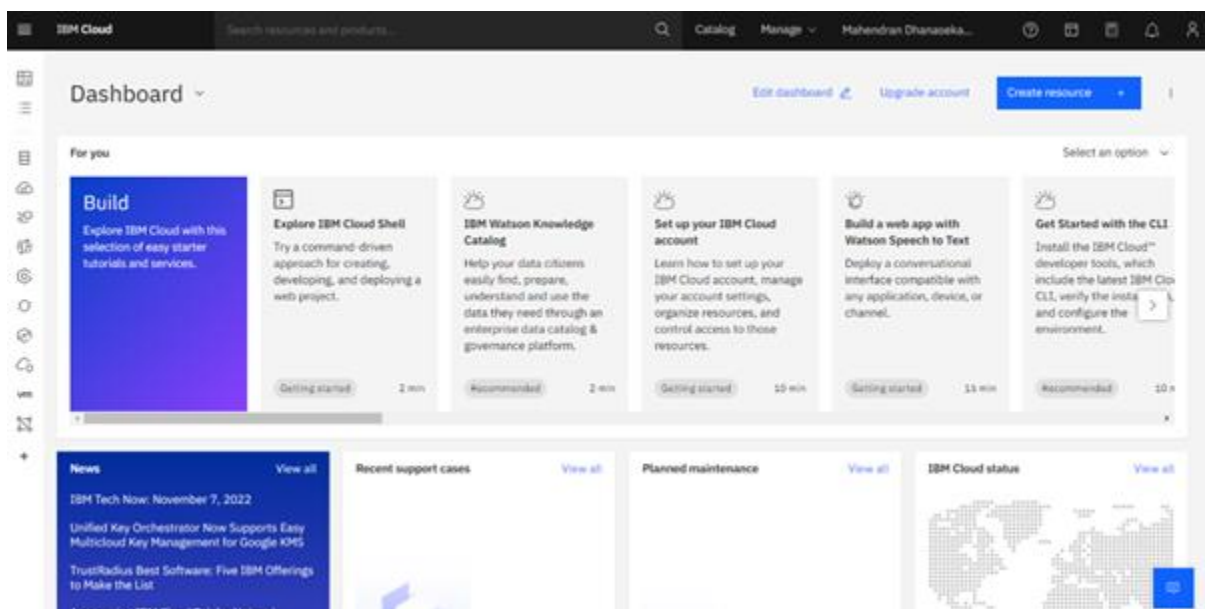 IBM Cloud
Search resources and products...
Catalog
Manage
Mahendran Dhanaseka...
Dashboard
Edit dashboard
Upgrade account
Create resource +
For you
Select an option
Build
Explore IBM Cloud with this
selection of easy starter
tutorials and services.
Explore IBM Cloud Shell
Try a command-driven
approach for creating,
developing, and deploying a
web project.
Getting started
2 min
IBM Watson Knowledge
Catalog
Help your data citizens
easily find, prepare,
understand and use the
data they need through an
enterprise data catalog &
governance platform.
Recommended
2 min
Set up your IBM Cloud
account
Learn how to set up your
IBM Cloud account, manage
your account settings,
organize resources, and
control access to those
resources.
Getting started
10 min
Build a web app with
Watson Speech to Text
Deploy a conversational
interface compatible with
any application, device, or
channel.
Getting started
Get Started with the CLI
Install the IBM Cloud™
developer tools, which
include the latest IBM Clo
CLI, verify the
and configure the
environment.
Recommended
10
vm
News
View all
IBM Tech Now: November 7, 2022
Unified Key Orchestrator Now Supports Easy
Multicloud Key Management for Google KMS
TrustRadius Best Software: Five IBM Offerings
to Make the List
Recent support cases
View all
Planned maintenance
View all
IBM Cloud status
View all